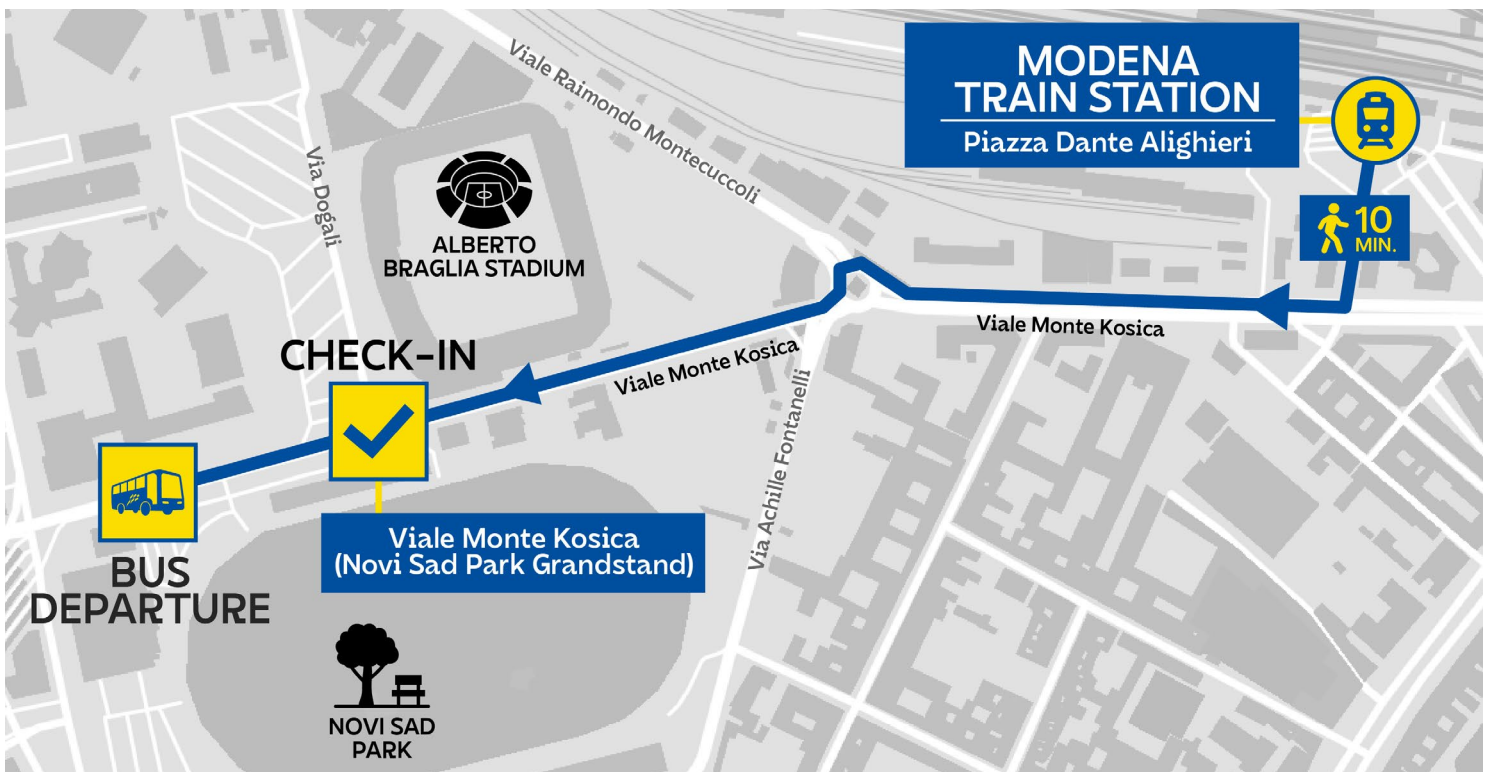 MODENA
TRAIN STATION
Piazza Dante Alighieri
10
MIN.
Viale Raimondo Montecuccoli
Via Dogali
ALBERTO
BRAGLIA STADIUM
Viale Monte Kosica
CHECK-IN
Viale Monte Kosica
Via Achille Fontanelli
Viale Monte Kosica
(Novi Sad Park Grandstand)
BUS
DEPARTURE
NOVI SAD
PARK